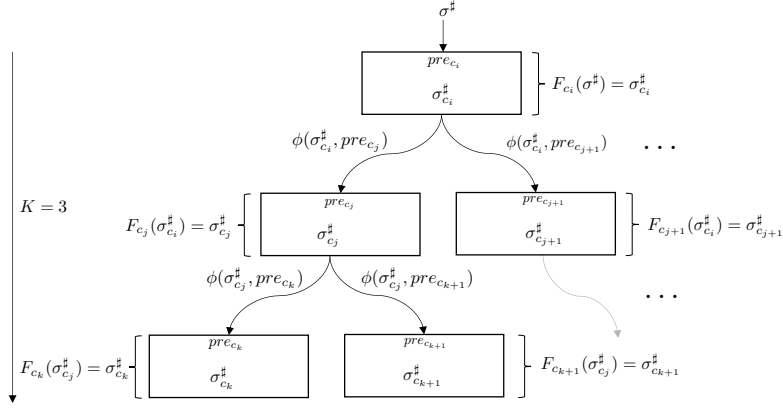 σ^♯
pre_{c_i}
σ^♯_{c_i}
F_{c_i}(σ^♯) = σ^♯_{c_i}
ϕ(σ^♯_{c_i}, pre_{c_j})
ϕ(σ^♯_{c_i}, pre_{c_{j+1}})
· · ·
K = 3
F_{c_j}(σ^♯_{c_i}) = σ^♯_{c_j}
pre_{c_j}
σ^♯_{c_j}
pre_{c_{j+1}}
σ^♯_{c_{j+1}}
F_{c_{j+1}}(σ^♯_{c_i}) = σ^♯_{c_{j+1}}
ϕ(σ^♯_{c_j}, pre_{c_k})
ϕ(σ^♯_{c_j}, pre_{c_{k+1}})
· · ·
F_{c_k}(σ^♯_{c_j}) = σ^♯_{c_k}
pre_{c_k}
σ^♯_{c_k}
pre_{c_{k+1}}
σ^♯_{c_{k+1}}
F_{c_{k+1}}(σ^♯_{c_j}) = σ^♯_{c_{k+1}}